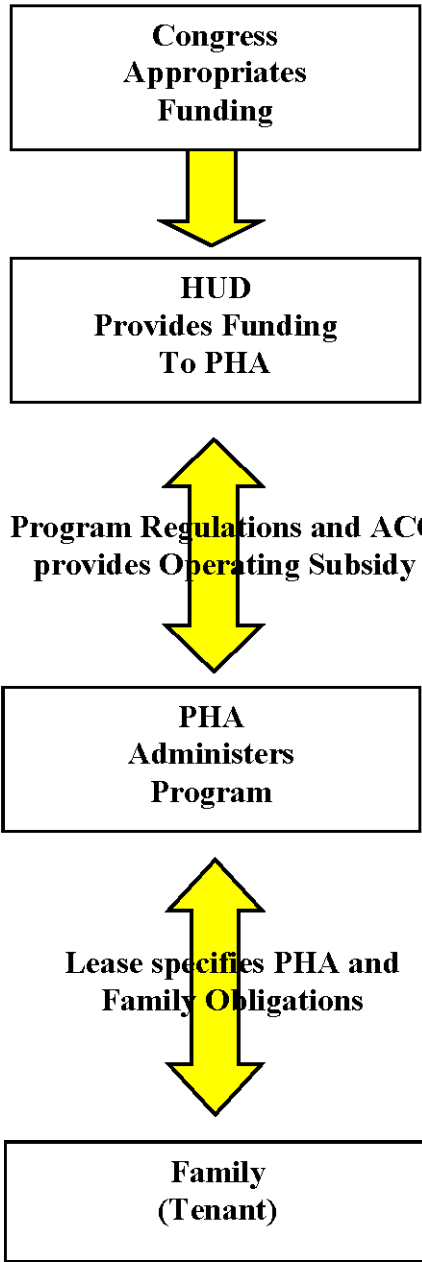 Congress
Appropriates
Funding
HUD
Provides Funding
To PHA
Program Regulations and ACC
provides Operating Subsidy
PHA
Administers
Program
Lease specifies PHA and
Family Obligations
Family
(Tenant)